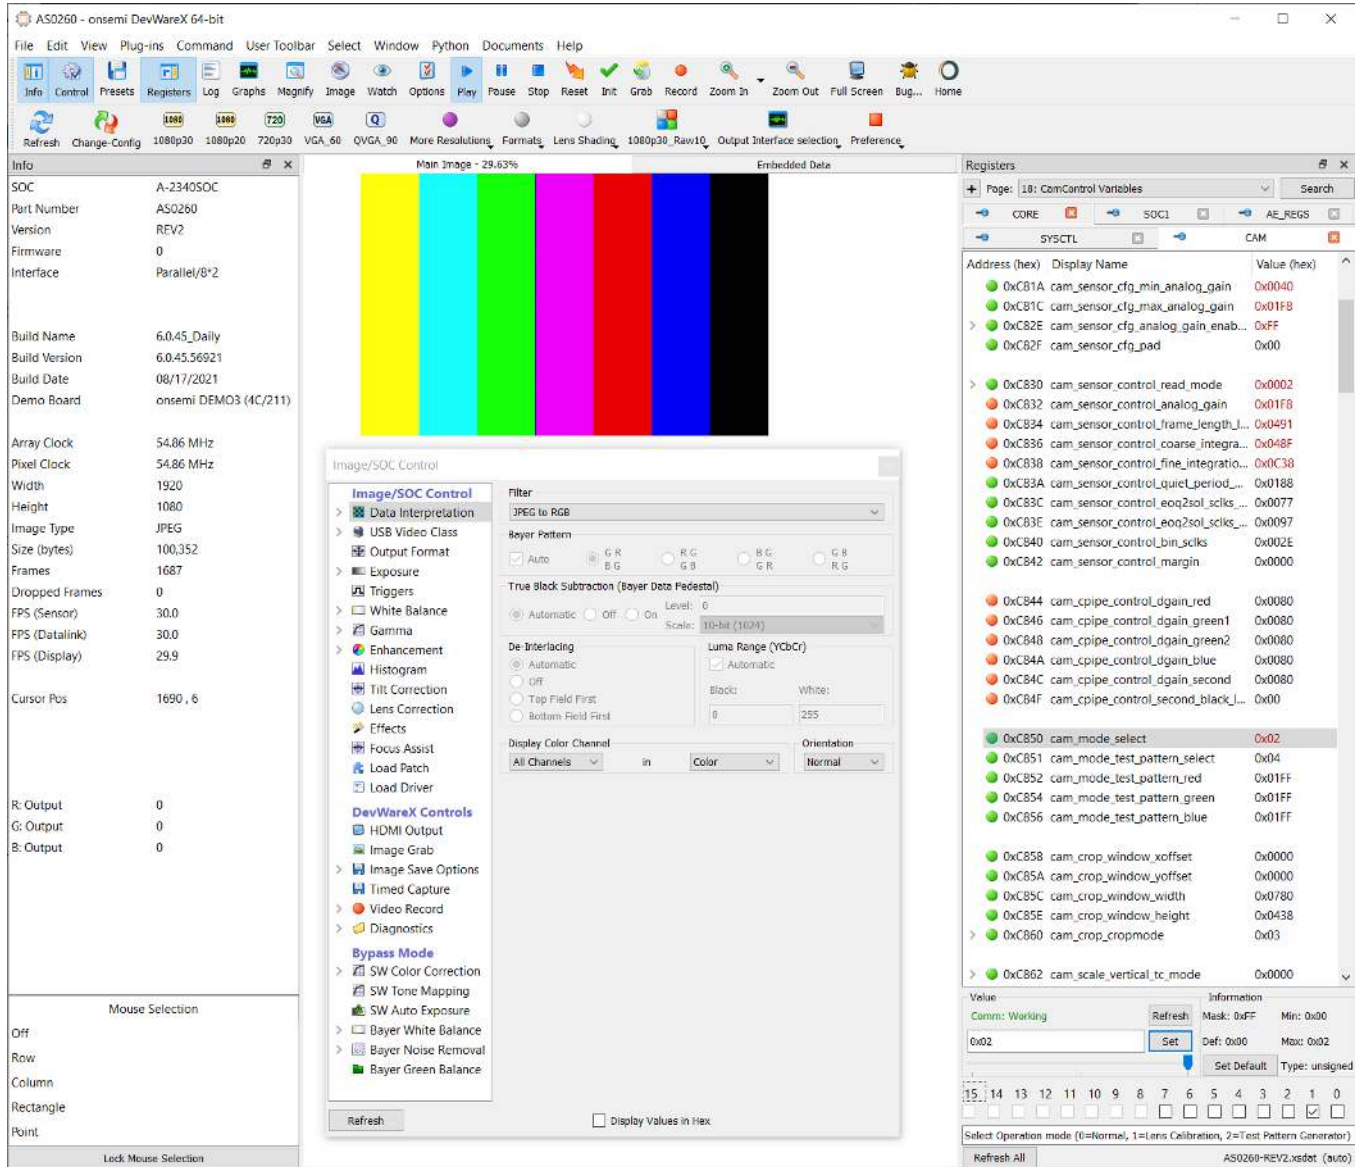 AS0260 - onsemi DevWareX 64-bit
File Edit View Plug-ins Command User Toolbar Select Window Python Documents Help
Info Control Presets Registers Log Graphs Magnify Image Watch Options Play Pause Stop Reset Init Grab Record Zoom In Zoom Out Full Screen Bug... Home
1080 1080 720 VGA Q
Refresh Change-Config 1080p30 1080p20 720p30 VGA_60 QVGA_90 More Resolutions Formats Lens Shading 1080p30_Raw10 Output Interface selection Preference
Info
SOC A-2340SOC
Part Number AS0260
Version REV2
Firmware 0
Interface Parallel/8*2
Build Name 6.0.45_Daily
Build Version 6.0.45.56921
Build Date 08/17/2021
Demo Board onsemi DEMO3 (4C/211)
Array Clock 54.86 MHz
Pixel Clock 54.86 MHz
Width 1920
Height 1080
Image Type JPEG
Size (bytes) 100,352
Frames 1687
Dropped Frames 0
FPS (Sensor) 30.0
FPS (Datalink) 30.0
FPS (Display) 29.9
Cursor Pos 1690 , 6
R: Output 0
G: Output 0
B: Output 0
Mouse Selection
Off
Row
Column
Rectangle
Point
Lock Mouse Selection
Main Image - 29.63% Embedded Data
Image/SOC Control
Image/SOC Control
Data Interpretation
USB Video Class
Output Format
Exposure
Triggers
White Balance
Gamma
Enhancement
Histogram
Tilt Correction
Lens Correction
Effects
Focus Assist
Load Patch
Load Driver
DevWareX Controls
HDMI Output
Image Grab
Image Save Options
Timed Capture
Video Record
Diagnostics
Bypass Mode
SW Color Correction
SW Tone Mapping
SW Auto Exposure
Bayer White Balance
Bayer Noise Removal
Bayer Green Balance
Filter
JPEG to RGB
Bayer Pattern
Auto G R R G B G G B
B G G B G R R G
True Black Subtraction (Bayer Data Pedestal)
Automatic Off On Level: 0
Scale: 10-bit (1024)
De-Interlacing Luma Range (YCbCr)
Automatic Automatic
Off
Top Field First Black: White:
Bottom Field First 0 255
Display Color Channel Orientation
All Channels in Color Normal
Refresh Display Values in Hex
Registers
Page: 18: CamControl Variables Search
CORE SOC1 AE_REGS
SYSCTL CAM
Address (hex) Display Name Value (hex)
0xC81A cam_sensor_cfg_min_analog_gain 0x0040
0xC81C cam_sensor_cfg_max_analog_gain 0x01F8
0xC82E cam_sensor_cfg_analog_gain_enab... 0xFF
0xC82F cam_sensor_cfg_pad 0x00
0xC830 cam_sensor_control_read_mode 0x0002
0xC832 cam_sensor_control_analog_gain 0x01F8
0xC834 cam_sensor_control_frame_length_l... 0x0491
0xC836 cam_sensor_control_coarse_integra... 0x048F
0xC838 cam_sensor_control_fine_integratio... 0x0C38
0xC83A cam_sensor_control_quiet_period_... 0x0188
0xC83C cam_sensor_control_eoq2sol_sclks_... 0x0077
0xC83E cam_sensor_control_eoq2sol_sclks_... 0x0097
0xC840 cam_sensor_control_bin_sclks 0x002E
0xC842 cam_sensor_control_margin 0x0000
0xC844 cam_cpipe_control_dgain_red 0x0080
0xC846 cam_cpipe_control_dgain_green1 0x0080
0xC848 cam_cpipe_control_dgain_green2 0x0080
0xC84A cam_cpipe_control_dgain_blue 0x0080
0xC84C cam_cpipe_control_dgain_second 0x0080
0xC84F cam_cpipe_control_second_black_l... 0x00
0xC850 cam_mode_select 0x02
0xC851 cam_mode_test_pattern_select 0x04
0xC852 cam_mode_test_pattern_red 0x01FF
0xC854 cam_mode_test_pattern_green 0x01FF
0xC856 cam_mode_test_pattern_blue 0x01FF
0xC858 cam_crop_window_xoffset 0x0000
0xC85A cam_crop_window_yoffset 0x0000
0xC85C cam_crop_window_width 0x0780
0xC85E cam_crop_window_height 0x0438
0xC860 cam_crop_cropmode 0x03
0xC862 cam_scale_vertical_tc_mode 0x0000
Value Information
Comm: Working Refresh Mask: 0xFF Min: 0x00
0x02 Set Def: 0x00 Max: 0x02
Set Default Type: unsigned
15 14 13 12 11 10 9 8 7 6 5 4 3 2 1 0
Select Operation mode (0=Normal, 1=Lens Calibration, 2=Test Pattern Generator)
Refresh All AS0260-REV2.xsdat (auto)